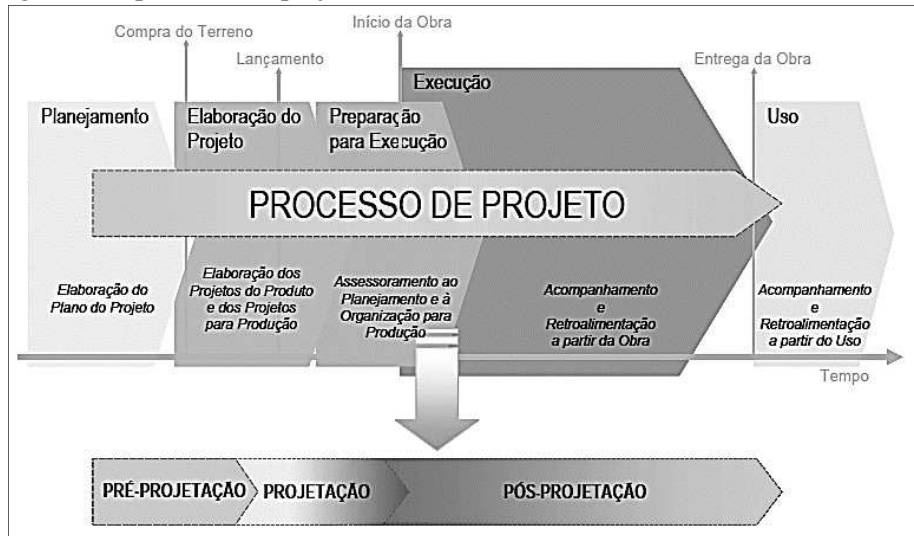 Compra do Terreno
Lançamento
Início da Obra
Entrega da Obra
Planejamento
Elaboração do
Projeto
Preparação
para Execução
Execução
Uso
PROCESSO DE PROJETO
Elaboração do
Plano do Projeto
Elaboração dos
Projetos do Produto
e dos Projetos
para Produção
Assessoramento ao
Planejamento e à
Organização para
Produção
Acompanhamento
e
Retroalimentação
a partir da Obra
Acompanhamento
e
Retroalimentação
a partir do Uso
Tempo
PRÉ-PROJETAÇÃO
PROJETAÇÃO
PÓS-PROJETAÇÃO